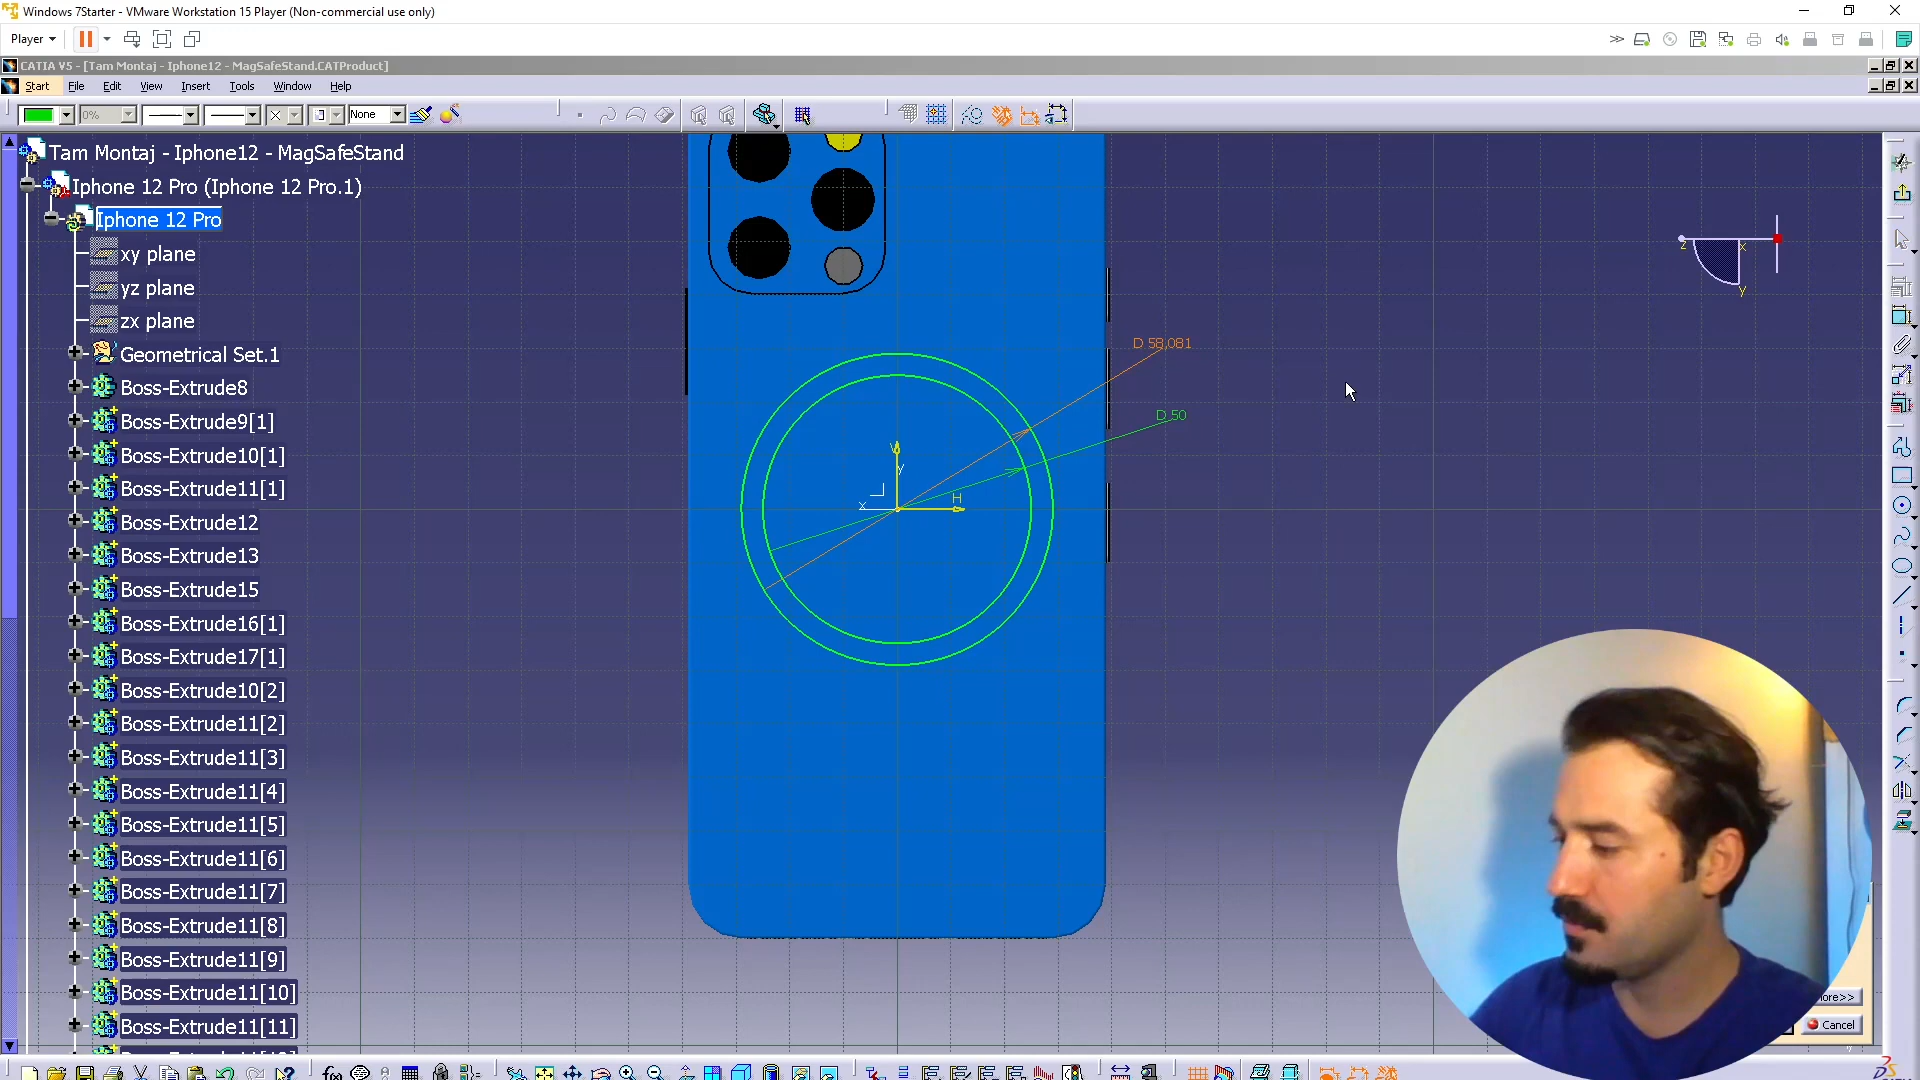 Windows 7Starter - VMware Workstation 15 Player (Non-commercial use only)
Player
CATIA V5 - [Tam Montaj - Iphone12 - MagSafeStand.CATProduct]
Start File Edit View Insert Tools Window Help
0% None
Tam Montaj - Iphone12 - MagSafeStand
Iphone 12 Pro (Iphone 12 Pro.1)
Iphone 12 Pro
xy plane
yz plane
zx plane
Geometrical Set.1
Boss-Extrude8
Boss-Extrude9[1]
Boss-Extrude10[1]
Boss-Extrude11[1]
Boss-Extrude12
Boss-Extrude13
Boss-Extrude15
Boss-Extrude16[1]
Boss-Extrude17[1]
Boss-Extrude10[2]
Boss-Extrude11[2]
Boss-Extrude11[3]
Boss-Extrude11[4]
Boss-Extrude11[5]
Boss-Extrude11[6]
Boss-Extrude11[7]
Boss-Extrude11[8]
Boss-Extrude11[9]
Boss-Extrude11[10]
Boss-Extrude11[11]
D 58,081
D 50
V
y
H
x
z
x
y
ore>>
Cancel
f(x)